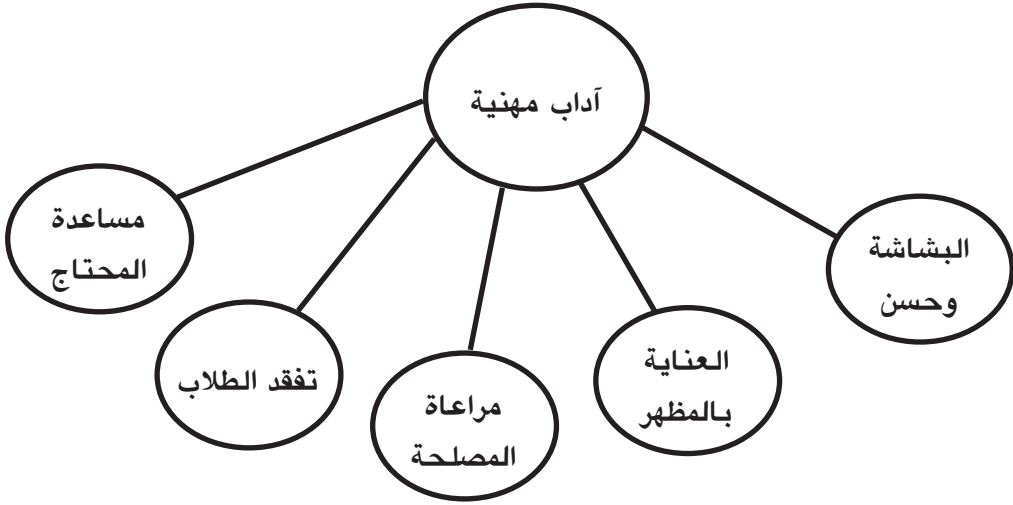 آداب مهنية
البشاشة
وحسن
العناية
بالمظهر
مراعاة
المصلحة
تفقد الطلاب
مساعدة
المحتاج